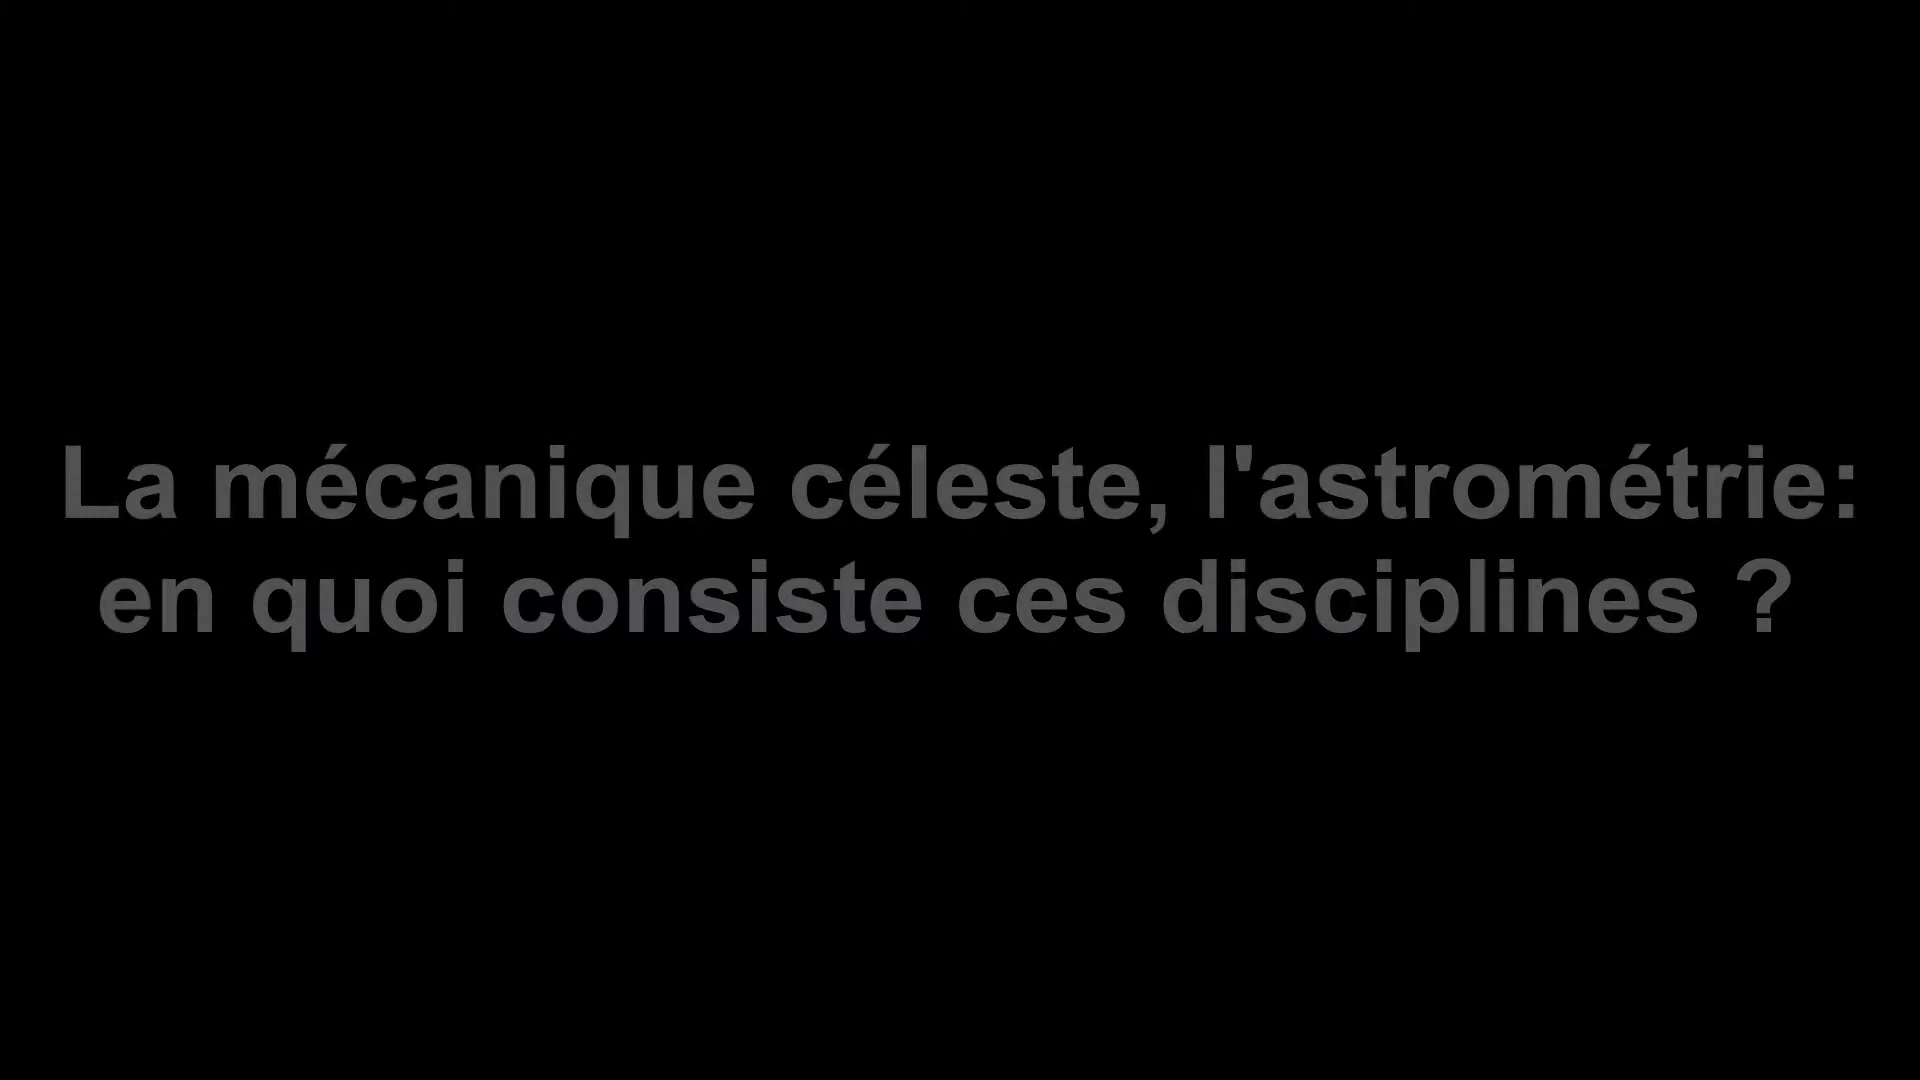 La mécanique céleste, l'astrométrie:
en quoi consiste ces disciplines ?